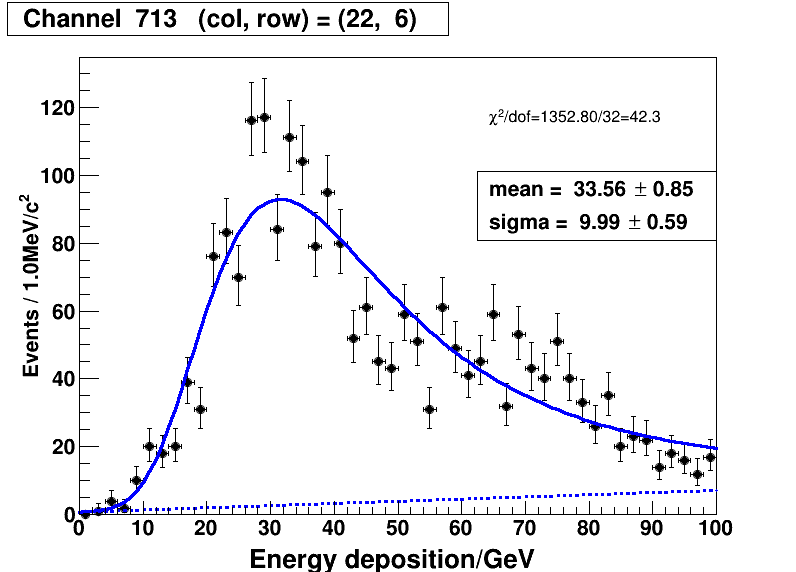 Channel 713 (col, row) = (22, 6)
χ²/dof=1352.80/32=42.3
mean = 33.56 ± 0.85
sigma = 9.99 ± 0.59
Events / 1.0MeV/c²
120
100
80
60
40
20
0
0 10 20 30 40 50 60 70 80 90 100
Energy deposition/GeV